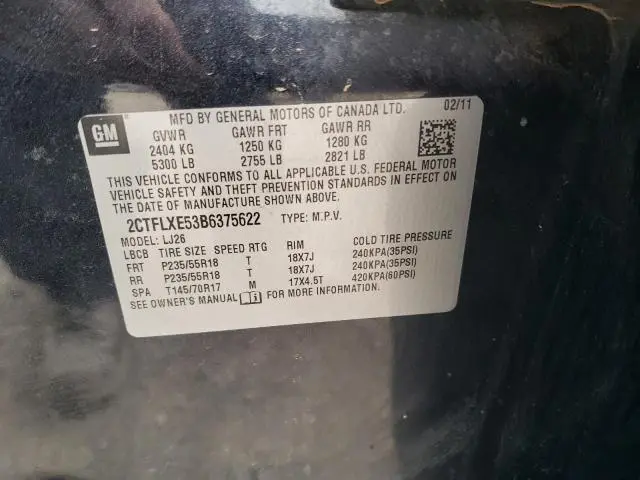 GM
MFD BY GENERAL MOTORS OF CANADA LTD. 02/11
GVWR GAWR FRT GAWR RR
2404 KG 1250 KG 1280 KG
5300 LB 2755 LB 2821 LB
THIS VEHICLE CONFORMS TO ALL APPLICABLE U.S. FEDERAL MOTOR
VEHICLE SAFETY AND THEFT PREVENTION STANDARDS IN EFFECT ON
THE DATE OF MANUFACTURE SHOWN ABOVE.
2CTFLXE53B6375622 TYPE: M.P.V.
MODEL: LJ26
LBCB TIRE SIZE SPEED RTG RIM COLD TIRE PRESSURE
FRT P235/55R18 T 18X7J 240KPA(35PSI)
RR P235/55R18 T 18X7J 240KPA(35PSI)
SPA T145/70R17 M 17X4.5T 420KPA(60PSI)
SEE OWNER'S MANUAL FOR MORE INFORMATION.